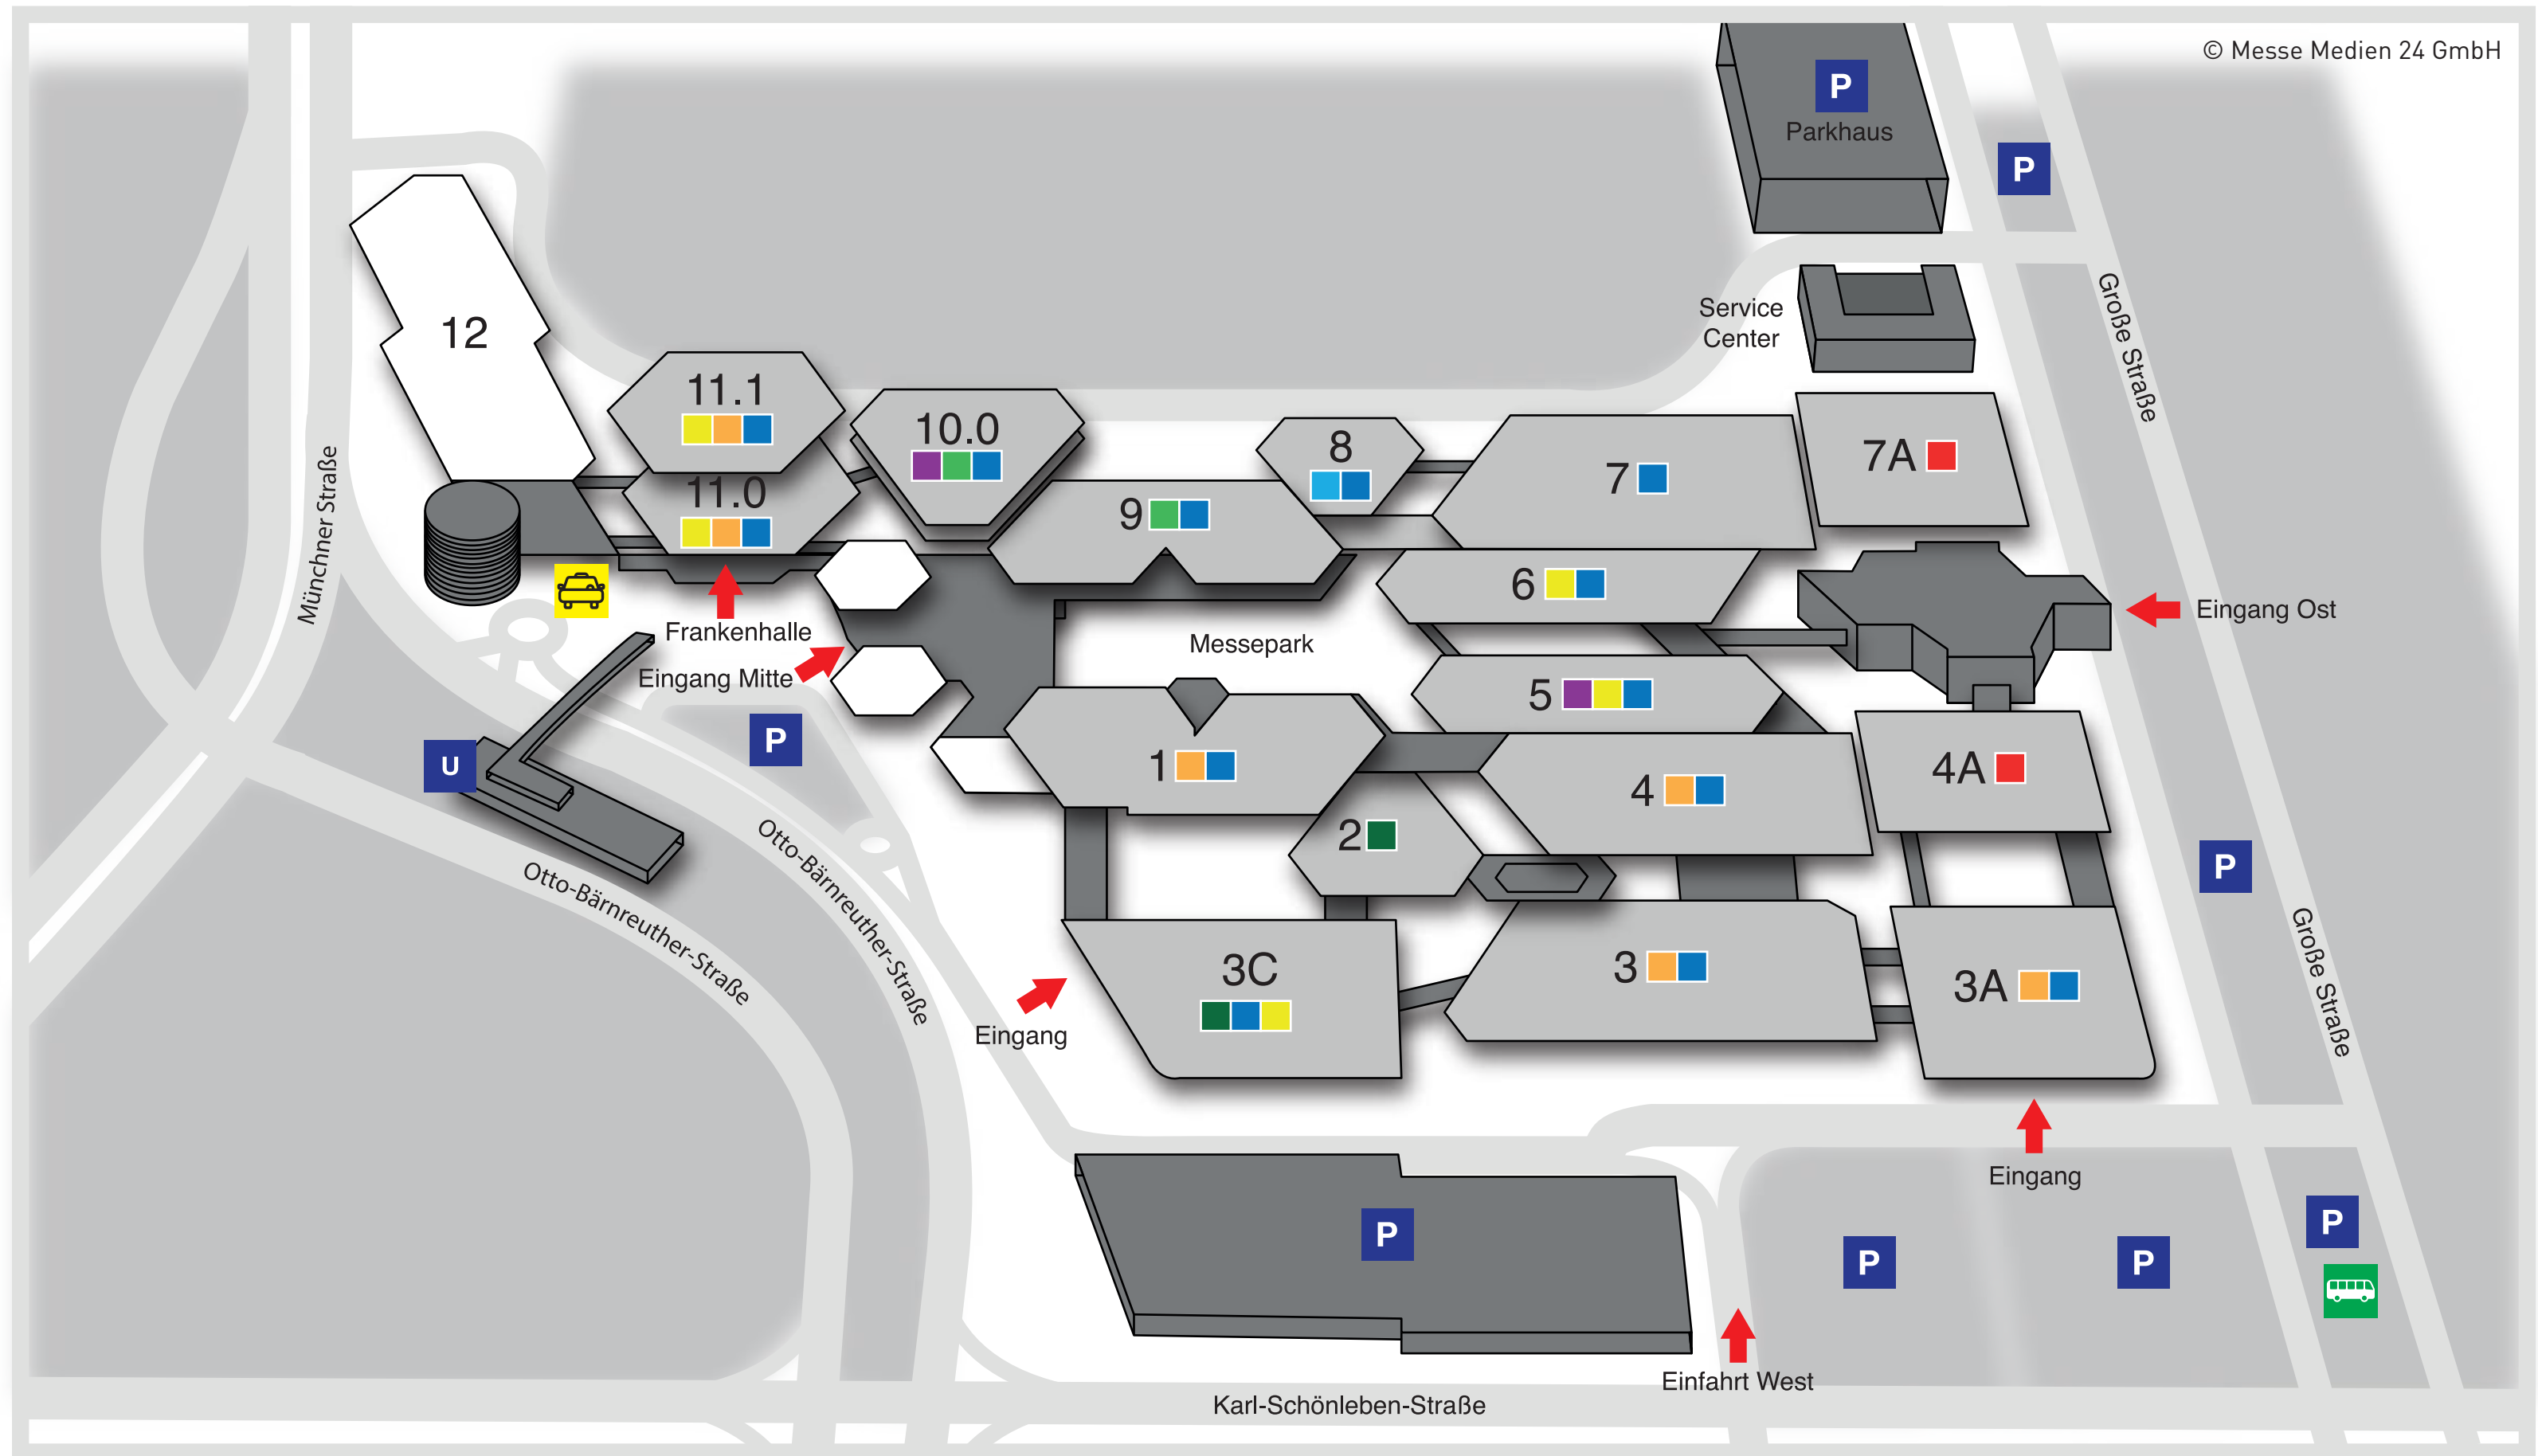 © Messe Medien 24 GmbH
P
Parkhaus
P
Große Straße
Service
Center
12
11.1
11.0
10.0
8
9
7
7A
6
5
Messepark
Eingang Ost
Frankenhalle
Eingang Mitte
Münchner Straße
P
U
1
2
4
4A
P
3C
3
3A
Große Straße
Otto-Bärnreuther-Straße
Otto-Bärnreuther-Straße
Eingang
Eingang
P
P
P
P
Einfahrt West
Karl-Schönleben-Straße